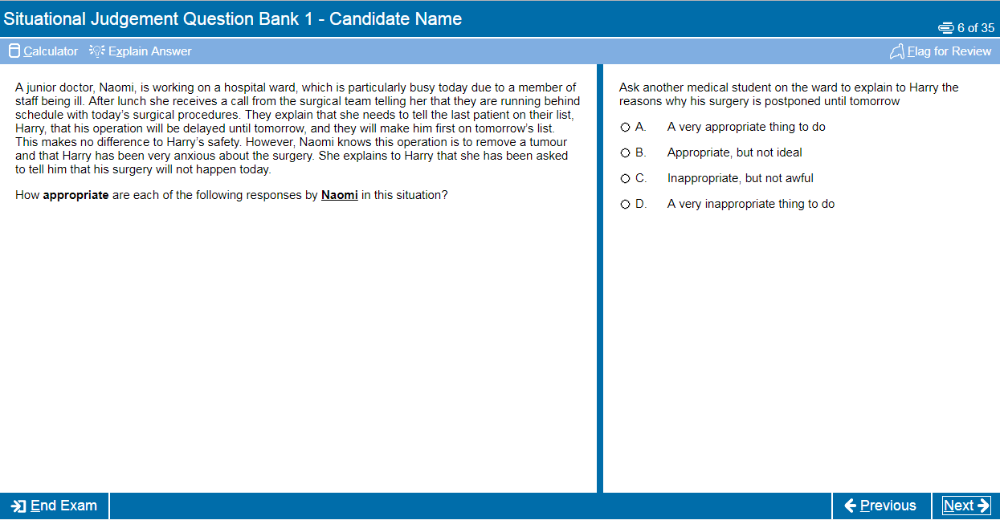 Situational Judgement Question Bank 1 - Candidate Name
6 of 35
Calculator Explain Answer
Flag for Review
A junior doctor, Naomi, is working on a hospital ward, which is particularly busy today due to a member of
staff being ill. After lunch she receives a call from the surgical team telling her that they are running behind
schedule with today's surgical procedures. They explain that she needs to tell the last patient on their list,
Harry, that his operation will be delayed until tomorrow, and they will make him first on tomorrow's list.
This makes no difference to Harry's safety. However, Naomi knows this operation is to remove a tumour
and that Harry has been very anxious about the surgery. She explains to Harry that she has been asked
to tell him that his surgery will not happen today.
How appropriate are each of the following responses by Naomi in this situation?
Ask another medical student on the ward to explain to Harry the
reasons why his surgery is postponed until tomorrow
A. A very appropriate thing to do
B. Appropriate, but not ideal
C. Inappropriate, but not awful
D. A very inappropriate thing to do
End Exam
Previous
Next